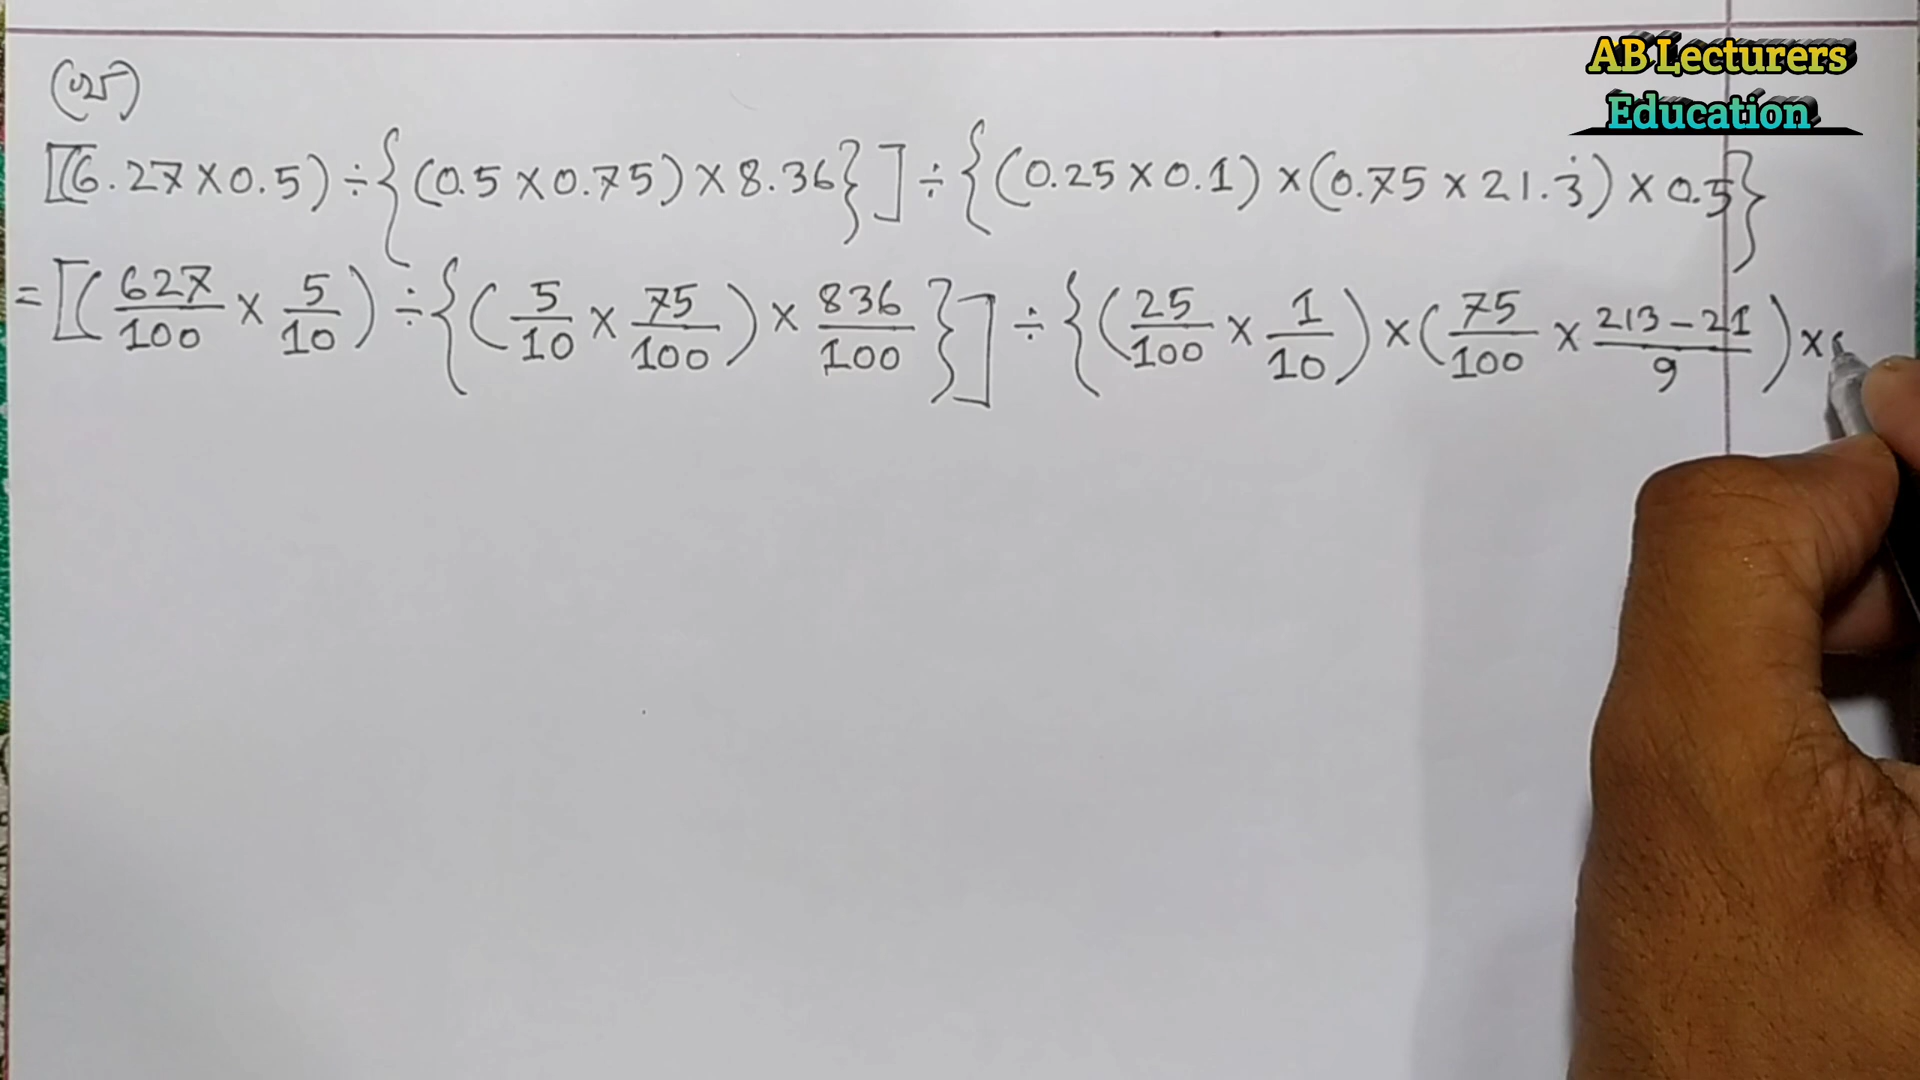 AB Lecturers
Education
(০৫)
[(6.27 × 0.5) ÷ {(0.5 × 0.75) × 8.36}] ÷ {(0.25 × 0.1) × (0.75 × 21.3̇) × 0.5}
= [(627/100 × 5/10) ÷ {(5/10 × 75/100) × 836/100}] ÷ {(25/100 × 1/10) × (75/100 × 213-21/9) ×